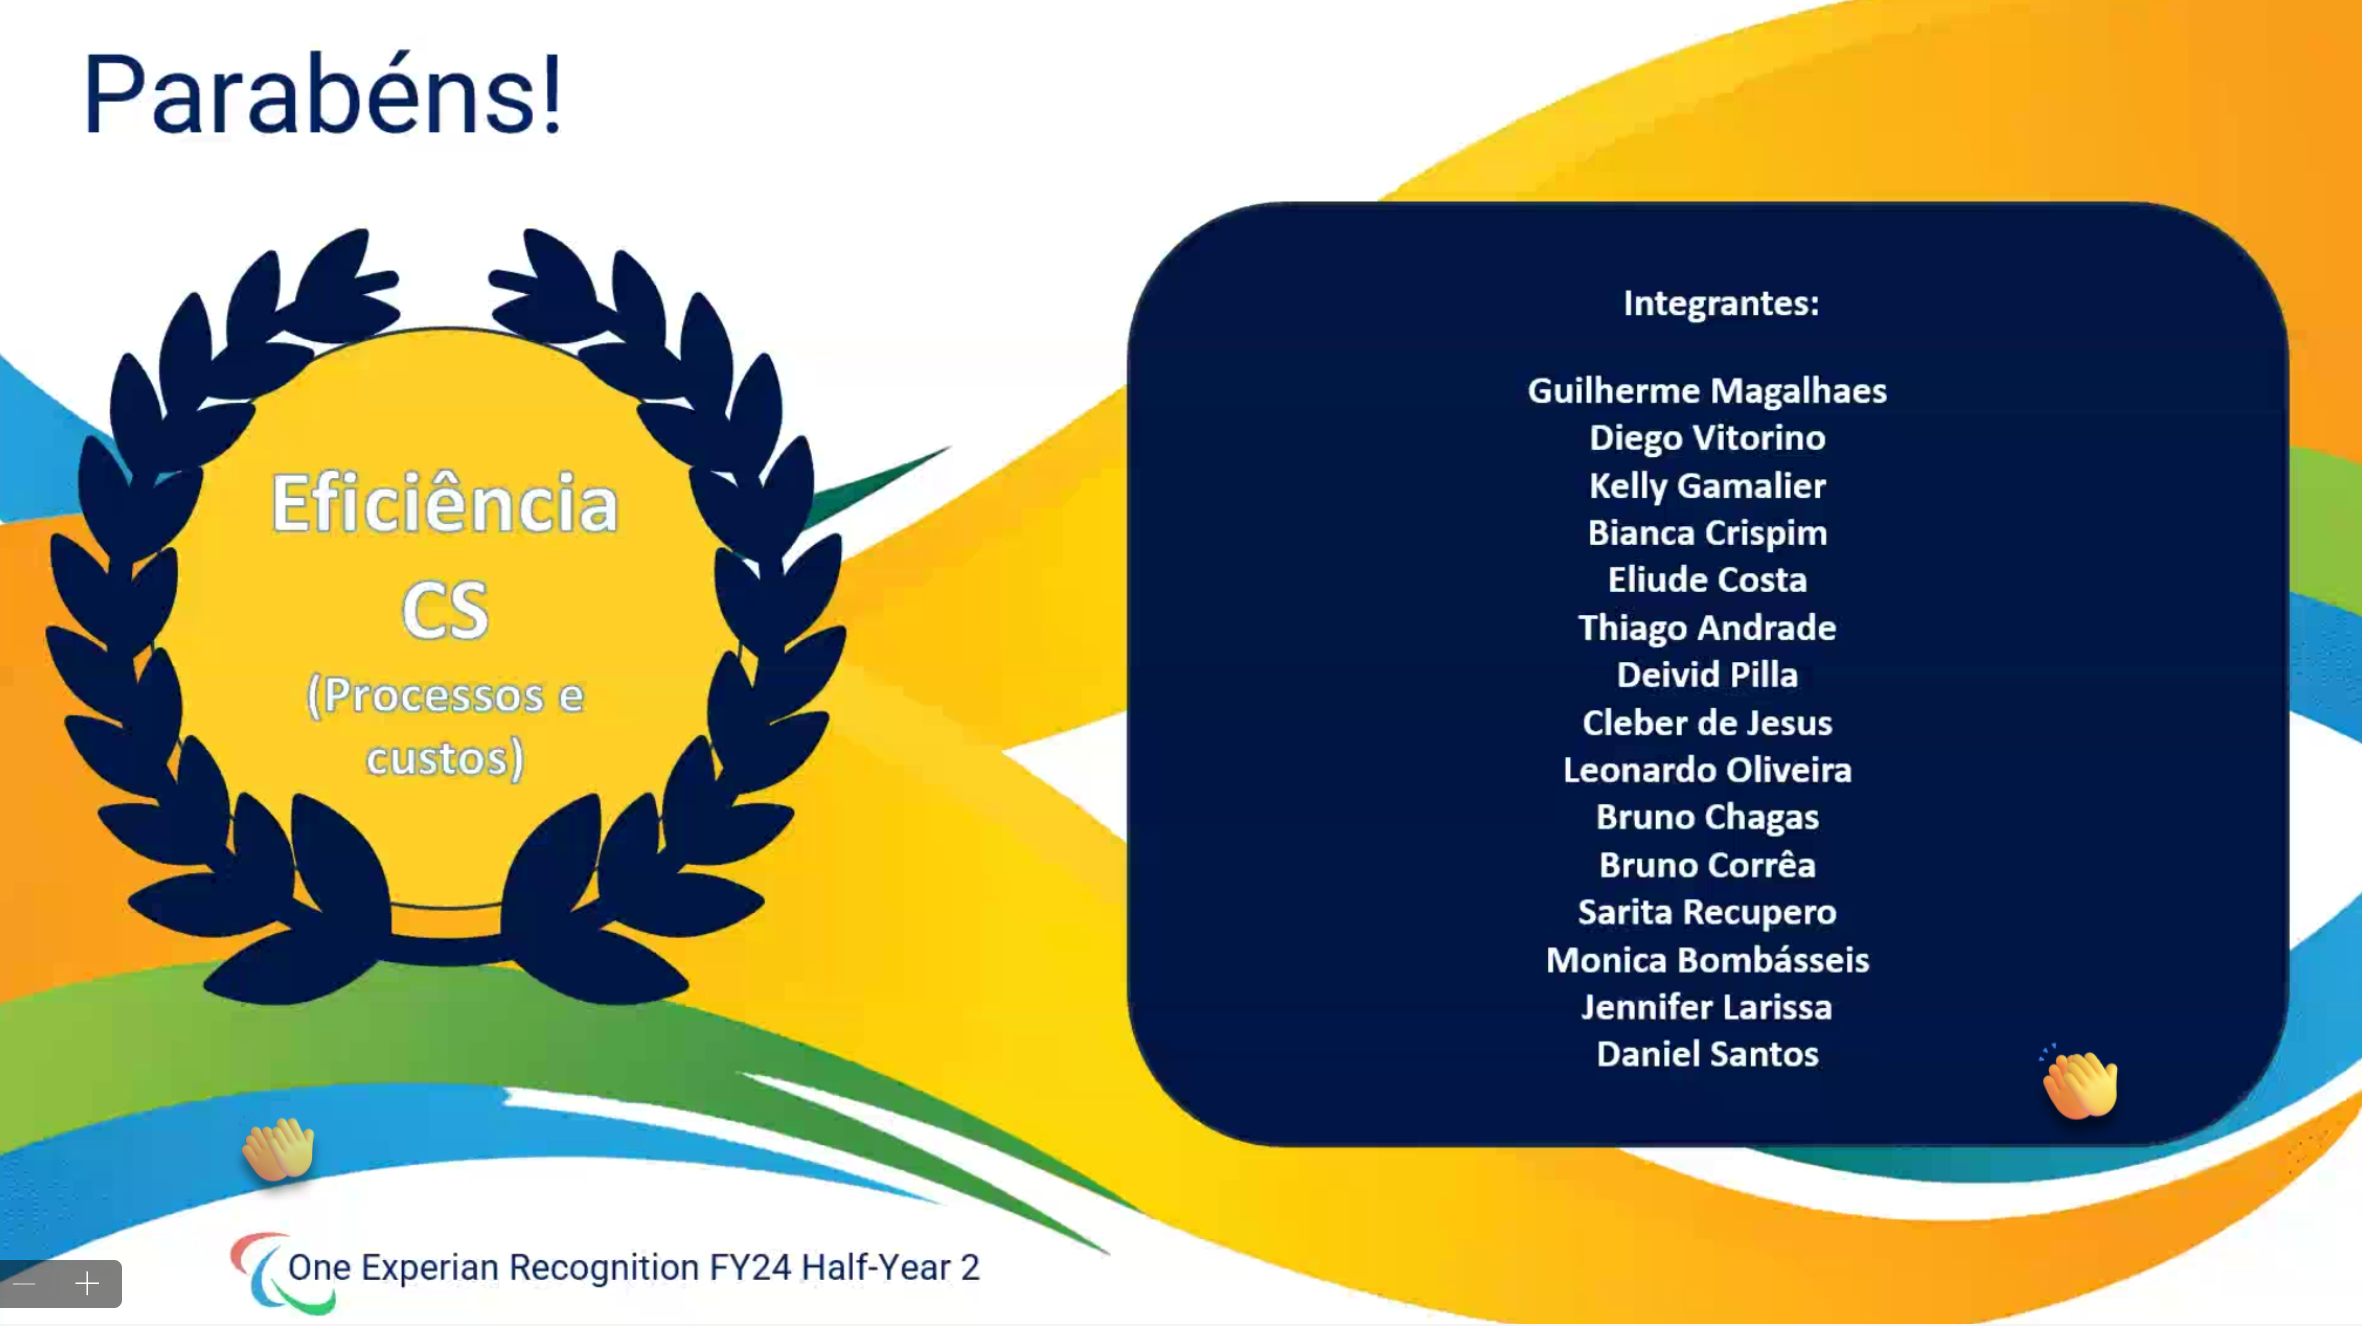 Parabéns!
Eficiência
CS
(Processos e
custos)
Integrantes:
Guilherme Magalhaes
Diego Vitorino
Kelly Gamalier
Bianca Crispim
Eliude Costa
Thiago Andrade
Deivid Pilla
Cleber de Jesus
Leonardo Oliveira
Bruno Chagas
Bruno Corrêa
Sarita Recupero
Monica Bombásseis
Jennifer Larissa
Daniel Santos
One Experian Recognition FY24 Half-Year 2